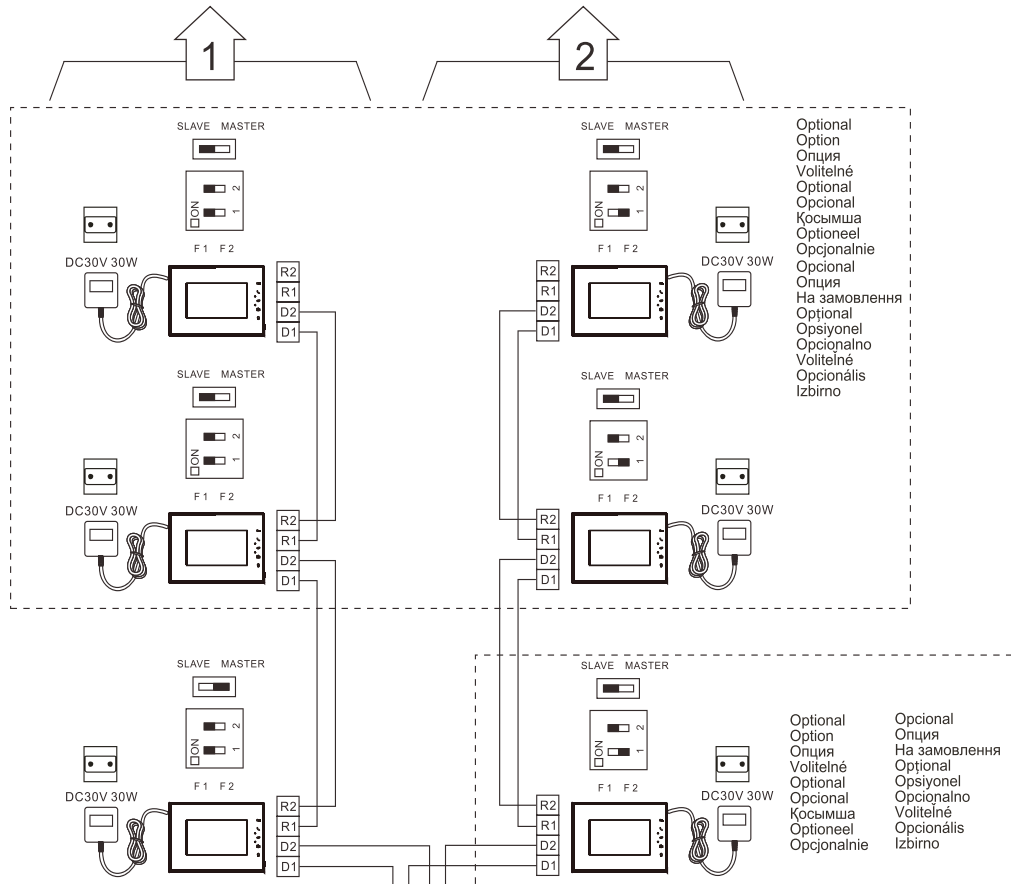 1
2
SLAVE MASTER
2
1
ON
F1 F2
DC30V 30W
R2
R1
D2
D1
SLAVE MASTER
2
1
ON
F1 F2
DC30V 30W
R2
R1
D2
D1
Optional
Option
Опция
Volitelné
Optional
Opcional
Қосымша
Optioneel
Opcjonalnie
Opcional
Опция
На замовлення
Opţional
Opsiyonel
Opcionalno
Voliteľné
Opcionális
Izbirno
SLAVE MASTER
2
1
ON
F1 F2
DC30V 30W
R2
R1
D2
D1
SLAVE MASTER
2
1
ON
F1 F2
DC30V 30W
R2
R1
D2
D1
SLAVE MASTER
2
1
ON
F1 F2
DC30V 30W
R2
R1
D2
D1
SLAVE MASTER
2
1
ON
F1 F2
DC30V 30W
R2
R1
D2
D1
Optional
Option
Опция
Volitelné
Optional
Opcional
Қосымша
Optioneel
Opcjonalnie
Opcional
Опция
На замовлення
Opţional
Opsiyonel
Opcionalno
Voliteľné
Opcionális
Izbirno